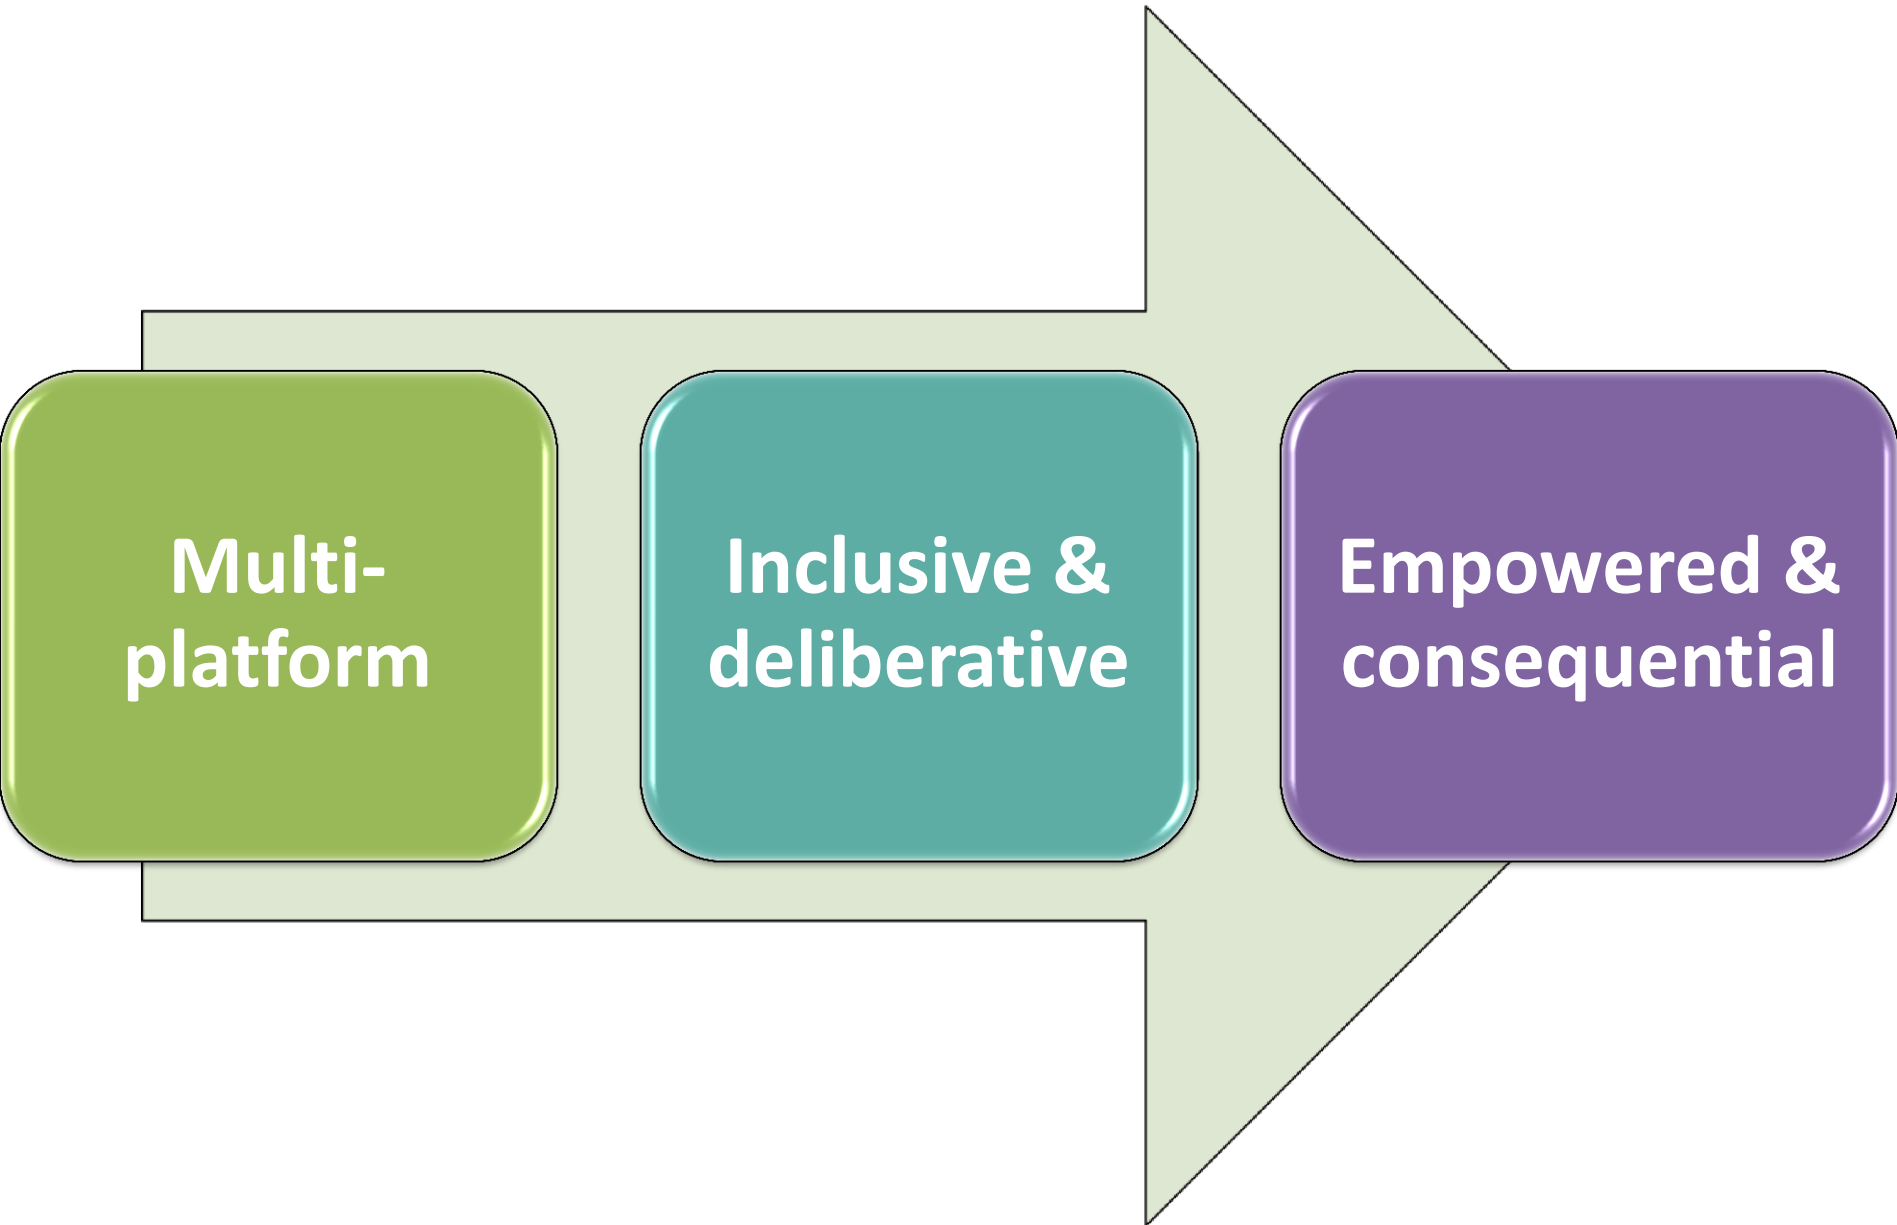 Multi-
platform
Inclusive &
deliberative
Empowered &
consequential